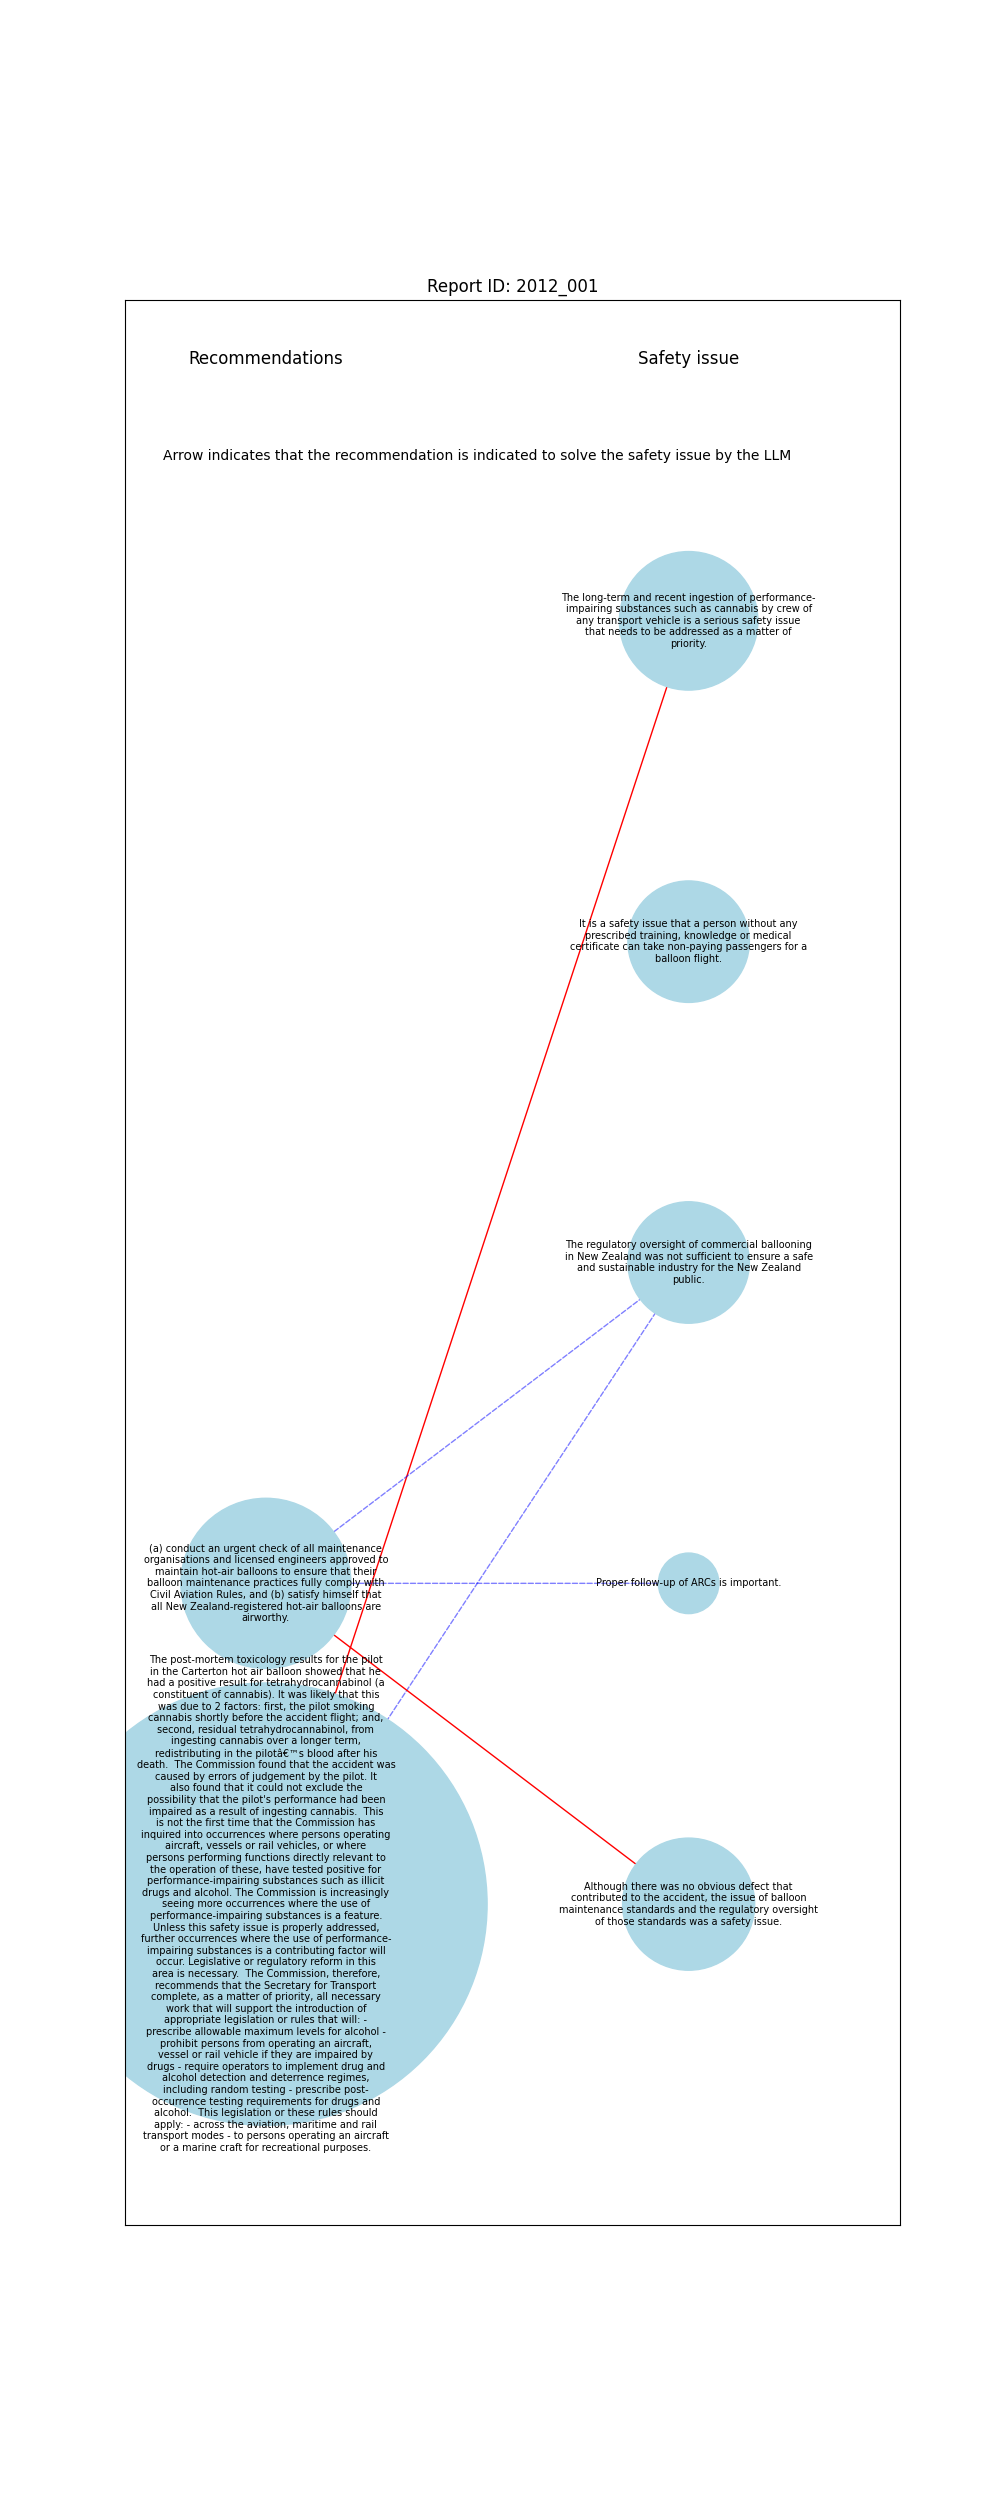 Report ID: 2012_001
Recommendations
Safety issue
Arrow indicates that the recommendation is indicated to solve the safety issue by the LLM
The long-term and recent ingestion of performance-
impairing substances such as cannabis by crew of
any transport vehicle is a serious safety issue
that needs to be addressed as a matter of
priority.
It is a safety issue that a person without any
prescribed training, knowledge or medical
certificate can take non-paying passengers for a
balloon flight.
The regulatory oversight of commercial ballooning
in New Zealand was not sufficient to ensure a safe
and sustainable industry for the New Zealand
public.
(a) conduct an urgent check of all maintenance
organisations and licensed engineers approved to
maintain hot-air balloons to ensure that their
balloon maintenance practices fully comply with
Civil Aviation Rules, and (b) satisfy himself that
all New Zealand-registered hot-air balloons are
airworthy.
Proper follow-up of ARCs is important.
The post-mortem toxicology results for the pilot
in the Carterton hot air balloon showed that he
had a positive result for tetrahydrocannabinol (a
constituent of cannabis). It was likely that this
was due to 2 factors: first, the pilot smoking
cannabis shortly before the accident flight; and,
second, residual tetrahydrocannabinol, from
ingesting cannabis over a longer term,
redistributing in the pilotâ€™s blood after his
death.  The Commission found that the accident was
caused by errors of judgement by the pilot. It
also found that it could not exclude the
possibility that the pilot's performance had been
impaired as a result of ingesting cannabis.  This
is not the first time that the Commission has
inquired into occurrences where persons operating
aircraft, vessels or rail vehicles, or where
persons performing functions directly relevant to
the operation of these, have tested positive for
performance-impairing substances such as illicit
drugs and alcohol. The Commission is increasingly
seeing more occurrences where the use of
performance-impairing substances is a feature.
Unless this safety issue is properly addressed,
further occurrences where the use of performance-
impairing substances is a contributing factor will
occur. Legislative or regulatory reform in this
area is necessary.  The Commission, therefore,
recommends that the Secretary for Transport
complete, as a matter of priority, all necessary
work that will support the introduction of
appropriate legislation or rules that will: -
prescribe allowable maximum levels for alcohol -
prohibit persons from operating an aircraft,
vessel or rail vehicle if they are impaired by
drugs - require operators to implement drug and
alcohol detection and deterrence regimes,
including random testing - prescribe post-
occurrence testing requirements for drugs and
alcohol.  This legislation or these rules should
apply: - across the aviation, maritime and rail
transport modes - to persons operating an aircraft
or a marine craft for recreational purposes.
Although there was no obvious defect that
contributed to the accident, the issue of balloon
maintenance standards and the regulatory oversight
of those standards was a safety issue.